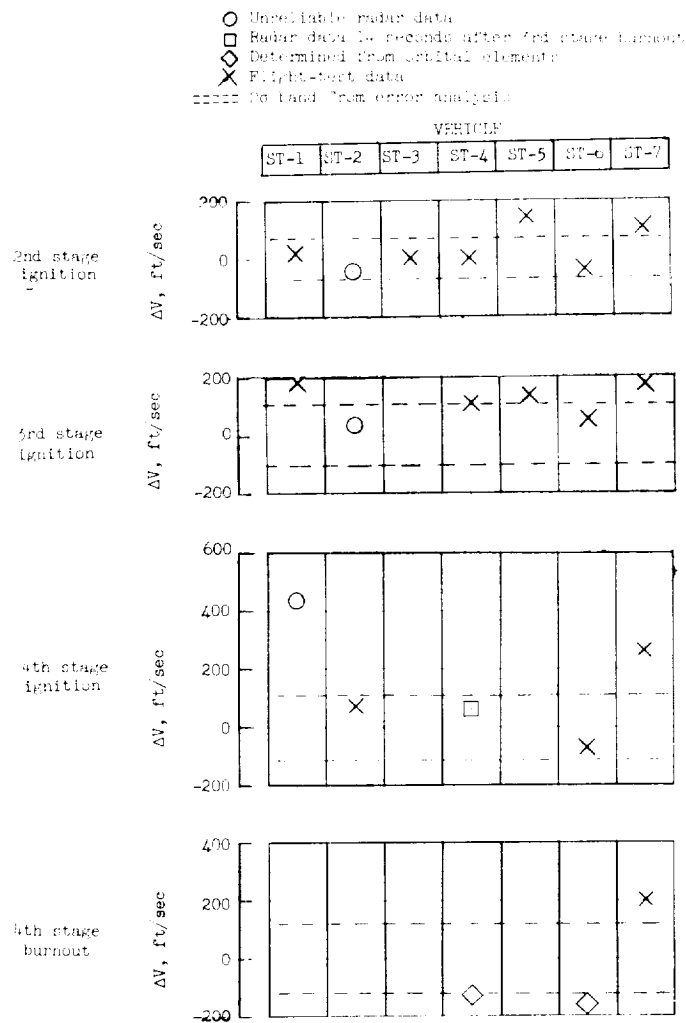 Unreliable radar data
Radar data 14 seconds after 3rd stage burnout
Determined from orbital elements
Flight-test data
band from error analysis
VEHICLE
ST-1 ST-2 ST-3 ST-4 ST-5 ST-6 ST-7
2nd stage
ignition
ΔV, ft/sec
200
0
-200
3rd stage
ignition
ΔV, ft/sec
200
0
-200
4th stage
ignition
ΔV, ft/sec
600
400
200
0
-200
4th stage
burnout
ΔV, ft/sec
400
200
0
-200